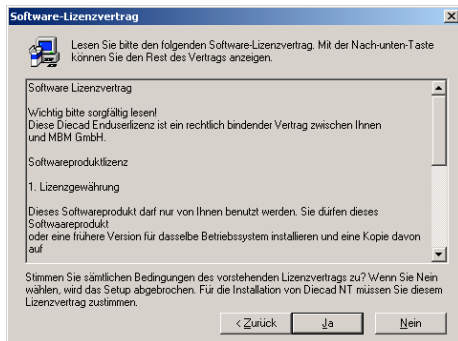 Software-Lizenzvertrag
Lesen Sie bitte den folgenden Software-Lizenzvertrag. Mit der Nach-unten-Taste
können Sie den Rest des Vertrags anzeigen.
Software Lizenzvertrag
Wichtig bitte sorgfältig lesen!
Diese Diecad Enduserlizenz ist ein rechtlich bindender Vertrag zwischen Ihnen
und MBM GmbH.
Softwareproduktlizenz
1. Lizenzgewährung
Dieses Softwareprodukt darf nur von Ihnen benutzt werden. Sie dürfen dieses
Softwaareprodukt
oder eine frühere Version für dasselbe Betriebssystem installieren und eine Kopie davon
auf
Stimmen Sie sämtlichen Bedingungen des vorstehenden Lizenzvertrags zu? Wenn Sie Nein
wählen, wird das Setup abgebrochen. Für die Installation von Diecad NT müssen Sie diesem
Lizenzvertrag zustimmen.
< Zurück Ja Nein